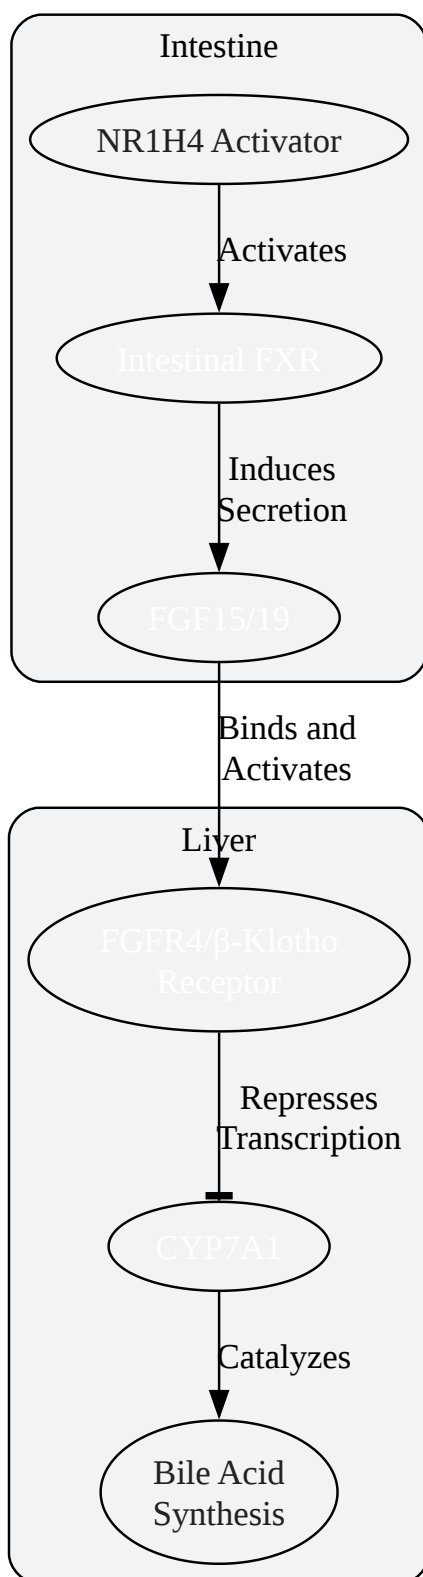 Intestine
NR1H4 Activator
Activates
Intestinal FXR
Induces
Secretion
FGF15/19
Binds and
Activates
Liver
FGFR4/β-Klotho
Receptor
Represses
Transcription
CYP7A1
Catalyzes
Bile Acid
Synthesis